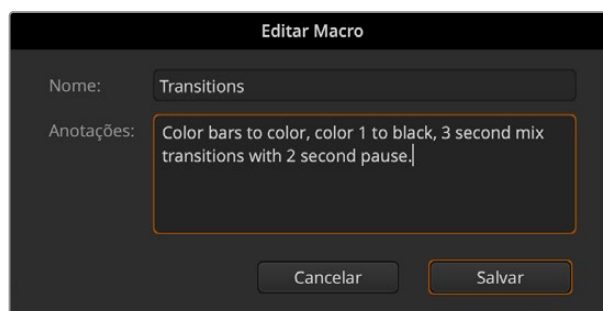 Editar Macro
Nome:
Transitions
Anotações:
Color bars to color, color 1 to black, 3 second mix
transitions with 2 second pause.
Cancelar
Salvar